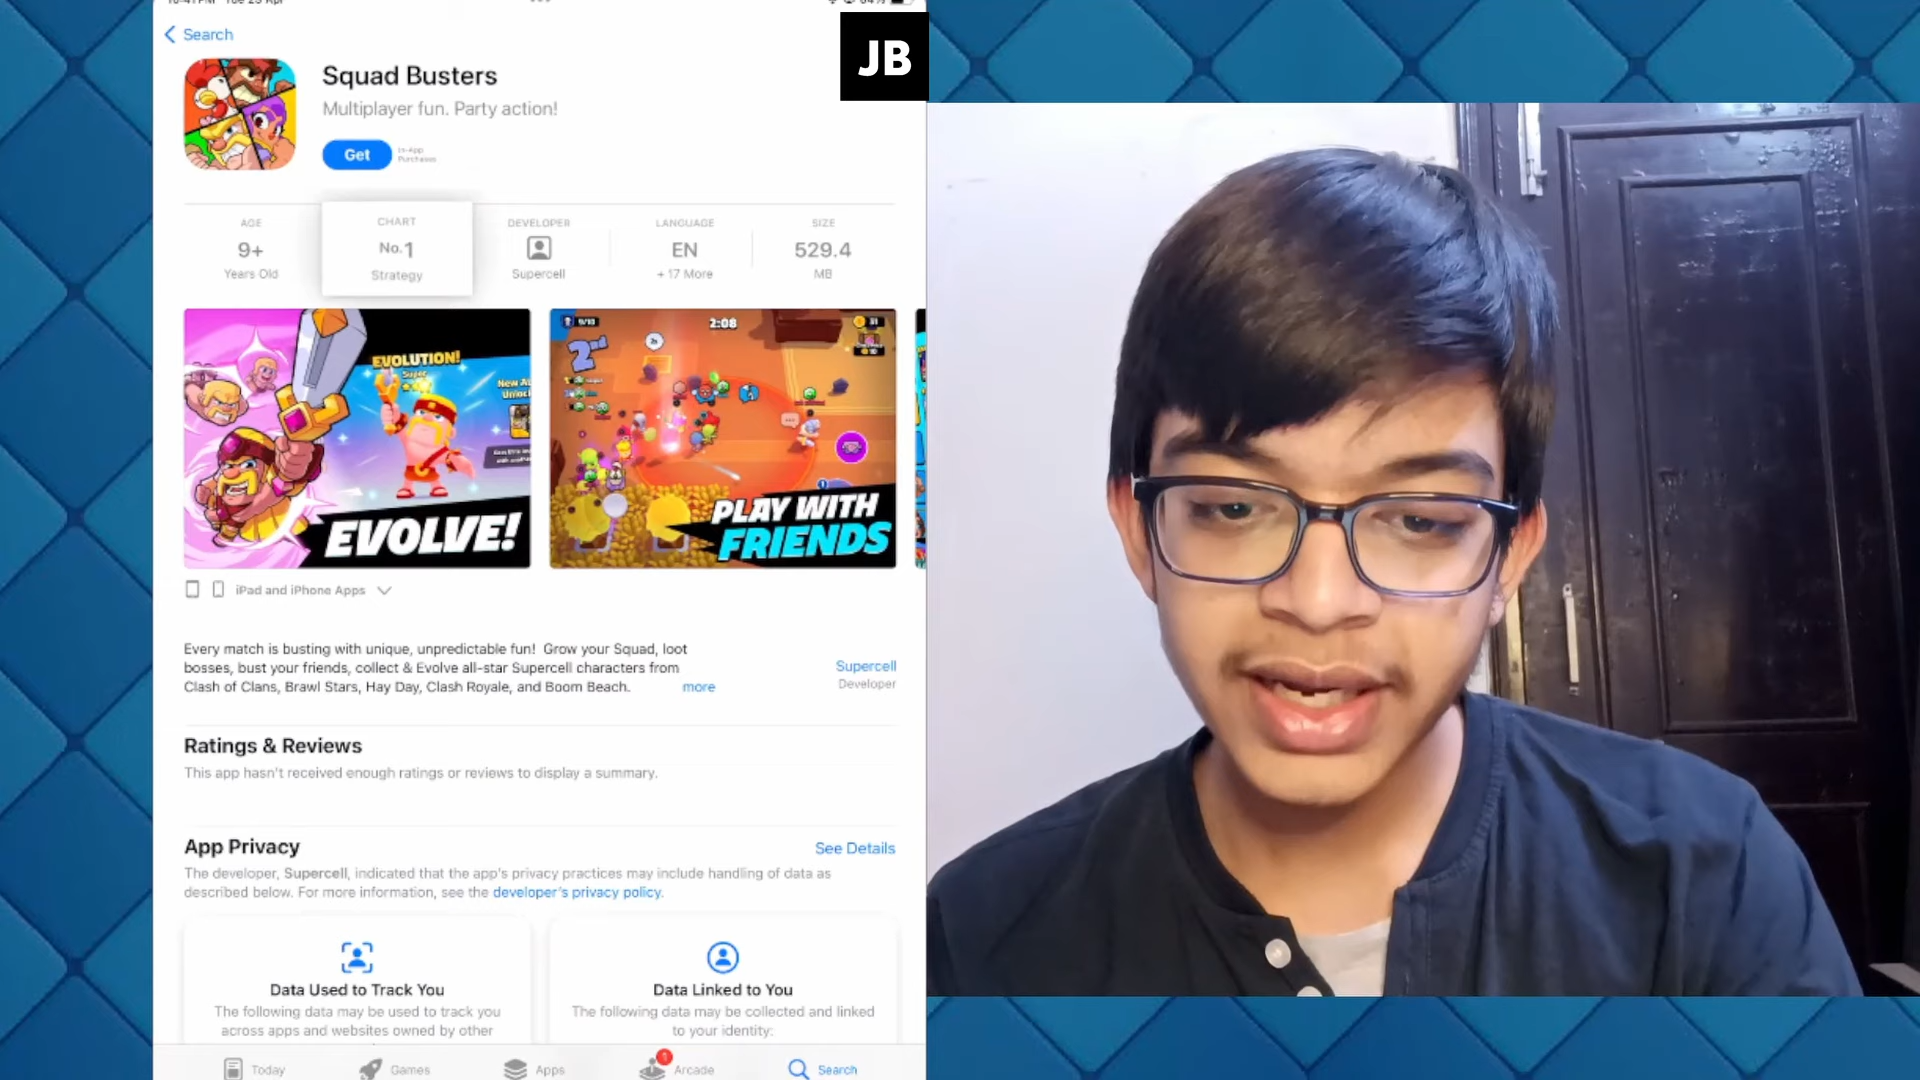 Search
JB
Squad Busters
Multiplayer fun. Party action!
Get
In-App
Purchases
AGE
9+
Years Old
CHART
No.1
Strategy
DEVELOPER
Supercell
LANGUAGE
EN
+ 17 More
SIZE
529.4
MB
EVOLUTION!
Super
EVOLVE!
2nd
2:08
PLAY WITH
FRIENDS
iPad and iPhone Apps
Every match is busting with unique, unpredictable fun! Grow your Squad, loot
bosses, bust your friends, collect & Evolve all-star Supercell characters from
Clash of Clans, Brawl Stars, Hay Day, Clash Royale, and Boom Beach.
more
Supercell
Developer
Ratings & Reviews
This app hasn't received enough ratings or reviews to display a summary.
App Privacy
See Details
The developer, Supercell, indicated that the app's privacy practices may include handling of data as
described below. For more information, see the developer's privacy policy.
Data Used to Track You
The following data may be used to track you
across apps and websites owned by other
Data Linked to You
The following data may be collected and linked
to your identity:
Today
Games
Apps
1
Arcade
Search